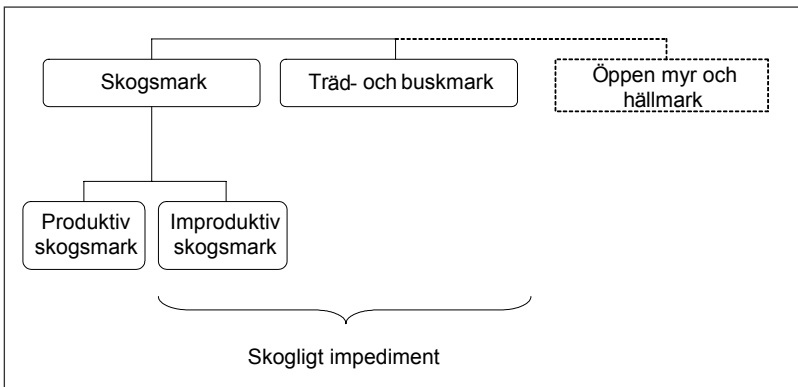 Skogsmark
Träd- och buskmark
Öppen myr och
hällmark
Produktiv
skogsmark
Improduktiv
skogsmark
Skogligt impediment